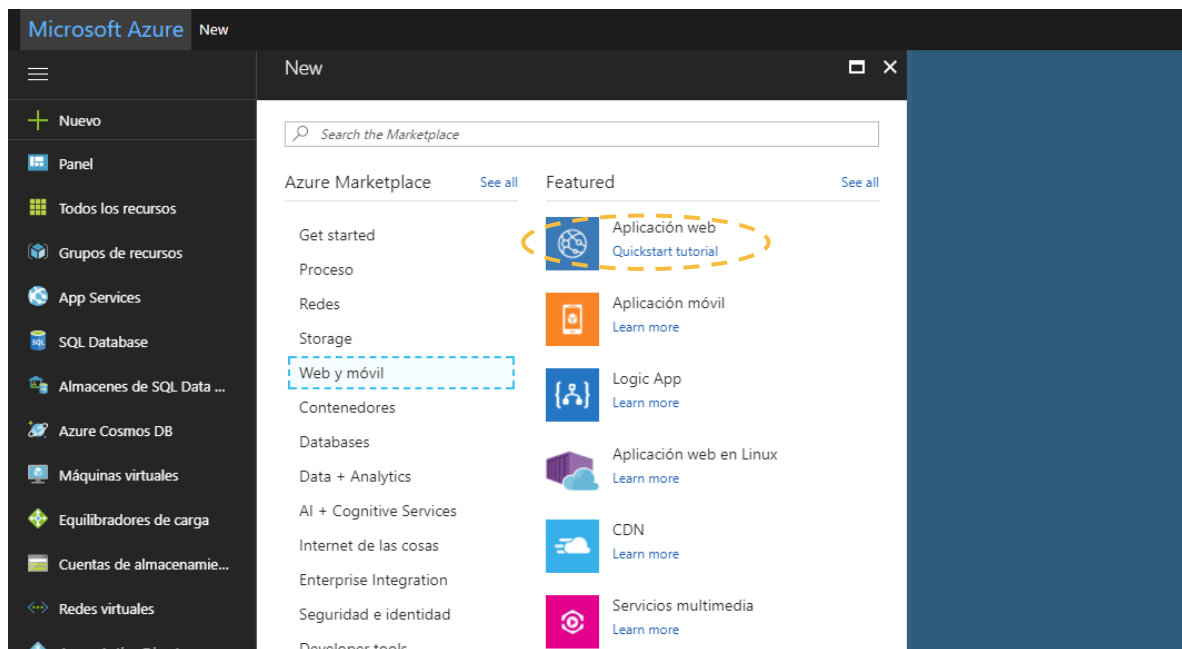 Microsoft Azure New
New
Nuevo
Panel
Todos los recursos
Grupos de recursos
App Services
SQL
SQL Database
Almacenes de SQL Data ...
Azure Cosmos DB
Máquinas virtuales
Equilibradores de carga
Cuentas de almacenamie...
Redes virtuales
Search the Marketplace
Azure Marketplace See all
Get started
Proceso
Redes
Storage
Web y móvil
Contenedores
Databases
Data + Analytics
AI + Cognitive Services
Internet de las cosas
Enterprise Integration
Seguridad e identidad
Developer tools
Featured See all
Aplicación web
Quickstart tutorial
Aplicación móvil
Learn more
Logic App
Learn more
Aplicación web en Linux
Learn more
CDN
Learn more
Servicios multimedia
Learn more